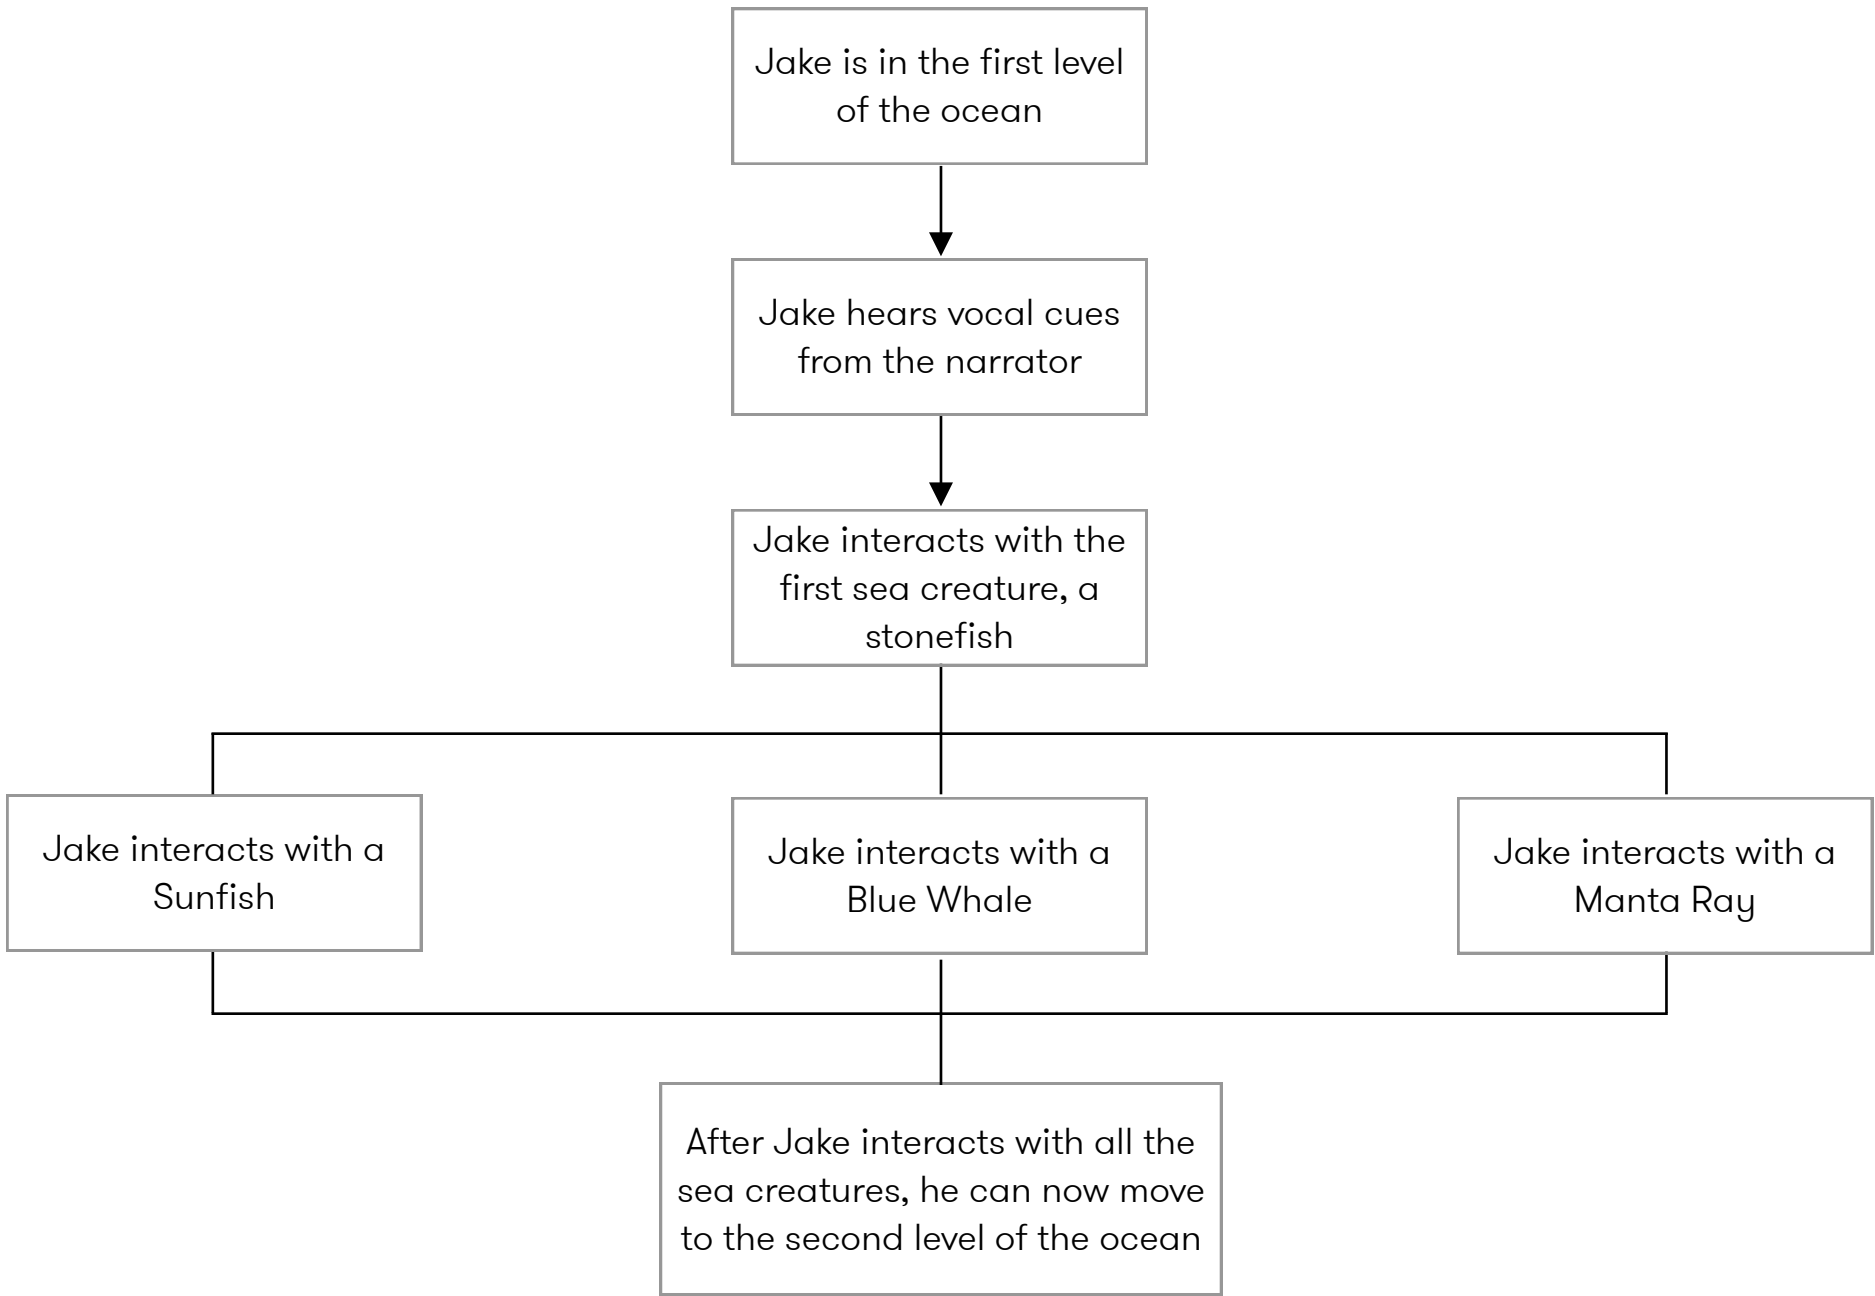 Jake is in the first level
of the ocean
Jake hears vocal cues
from the narrator
Jake interacts with the
first sea creature, a
stonefish
Jake interacts with a
Sunfish
Jake interacts with a
Blue Whale
Jake interacts with a
Manta Ray
After Jake interacts with all the
sea creatures, he can now move
to the second level of the ocean